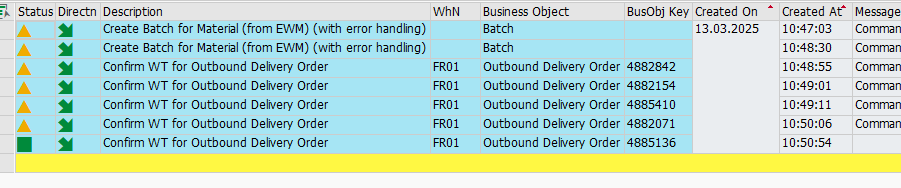 Status Directn Description WhN Business Object BusObj Key Created On Created At Message
Create Batch for Material (from EWM) (with error handling) Batch 13.03.2025 10:47:03 Comman
Create Batch for Material (from EWM) (with error handling) Batch 10:48:30 Comman
Confirm WT for Outbound Delivery Order FR01 Outbound Delivery Order 4882842 10:48:55 Comman
Confirm WT for Outbound Delivery Order FR01 Outbound Delivery Order 4882154 10:49:01 Comman
Confirm WT for Outbound Delivery Order FR01 Outbound Delivery Order 4885410 10:49:11 Comman
Confirm WT for Outbound Delivery Order FR01 Outbound Delivery Order 4882071 10:50:06 Comman
Confirm WT for Outbound Delivery Order FR01 Outbound Delivery Order 4885136 10:50:54